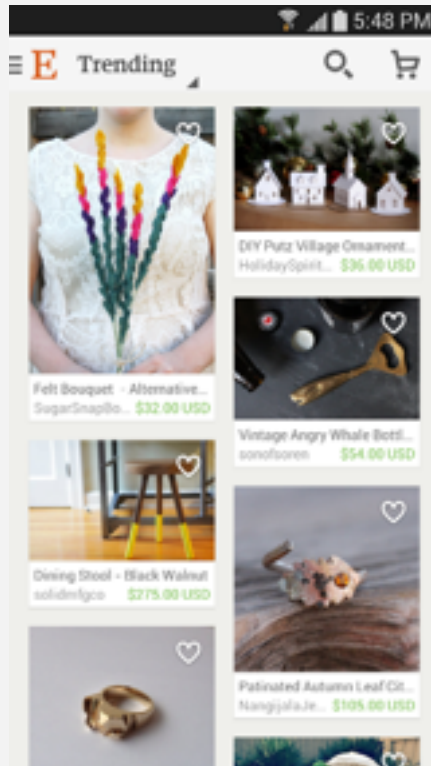 5:48 PM
E Trending
Felt Bouquet - Alternative...
SugarSnapBo... $32.00 USD
Dining Stool - Black Walnut
solidmfgco $275.00 USD
DIY Putz Village Ornament...
HolidaySpirit... $36.00 USD
Vintage Angry Whale Bottl...
sonofsoren $54.00 USD
Patinated Autumn Leaf Cit...
NangijalaJe... $105.00 USD